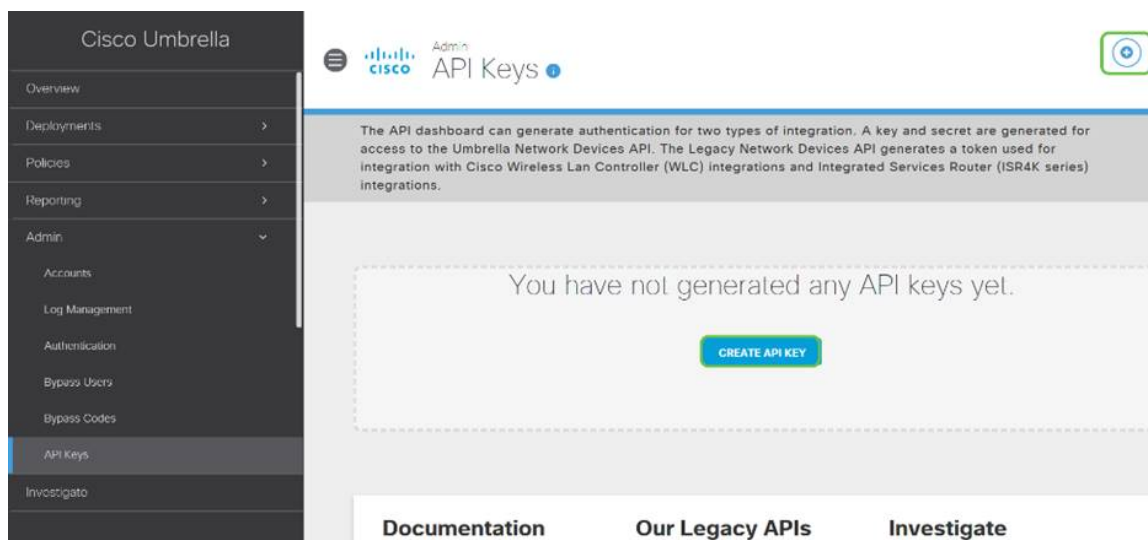 Cisco Umbrella
Overview
Deployments
Policies
Reporting
Admin
Accounts
Log Management
Authentication
Bypass Users
Bypass Codes
API Keys
Investigate
CISCO
Admin
API Keys
The API dashboard can generate authentication for two types of integration. A key and secret are generated for
access to the Umbrella Network Devices API. The Legacy Network Devices API generates a token used for
integration with Cisco Wireless Lan Controller (WLC) integrations and Integrated Services Router (ISR4K series)
integrations.
You have not generated any API keys yet.
CREATE API KEY
Documentation
Our Legacy APIs
Investigate